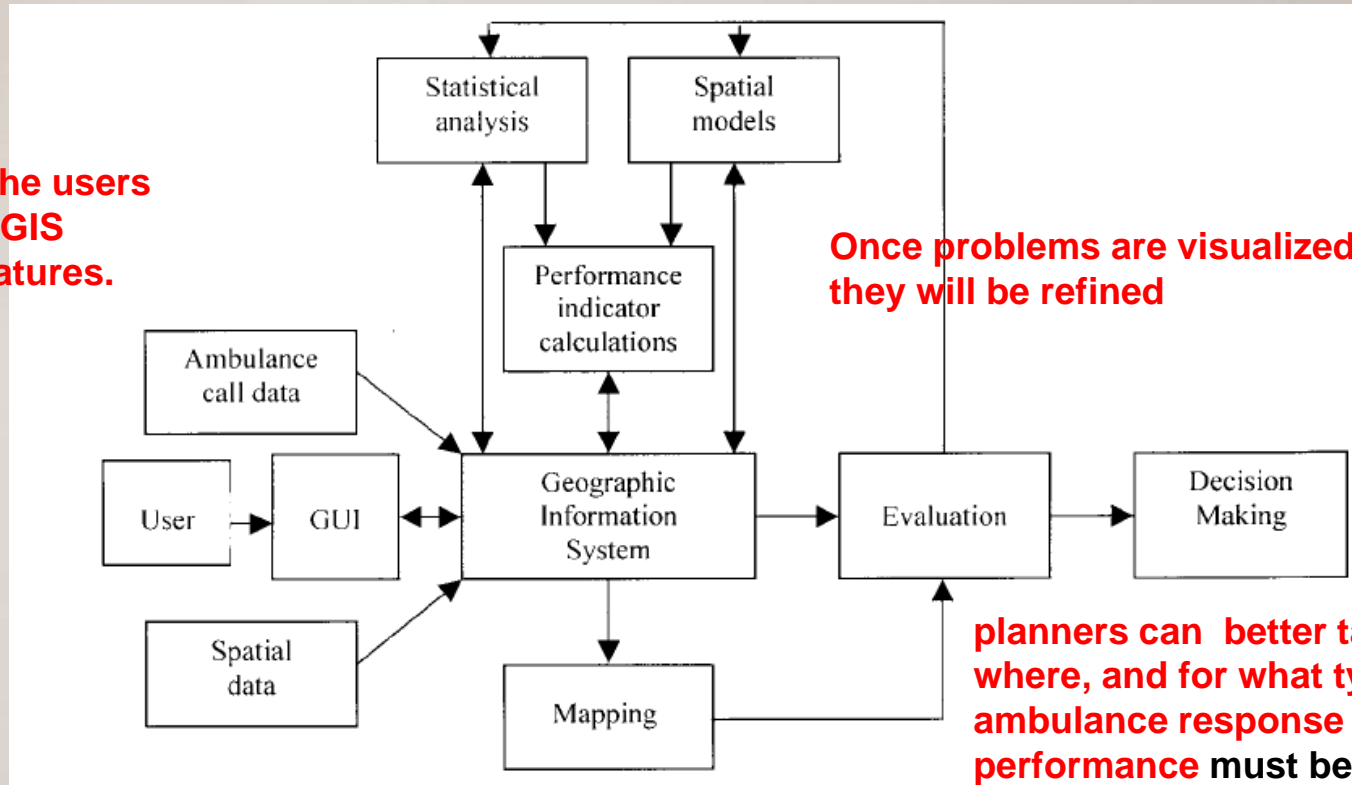 Statistical
analysis
Spatial
models
he users
GIS
atures.
Once problems are visualized
they will be refined
Performance
indicator
calculations
Ambulance
call data
User
GUI
Geographic
Information
System
Evaluation
Decision
Making
Spatial
data
Mapping
planners can better ta
where, and for what ty
ambulance response
performance must be